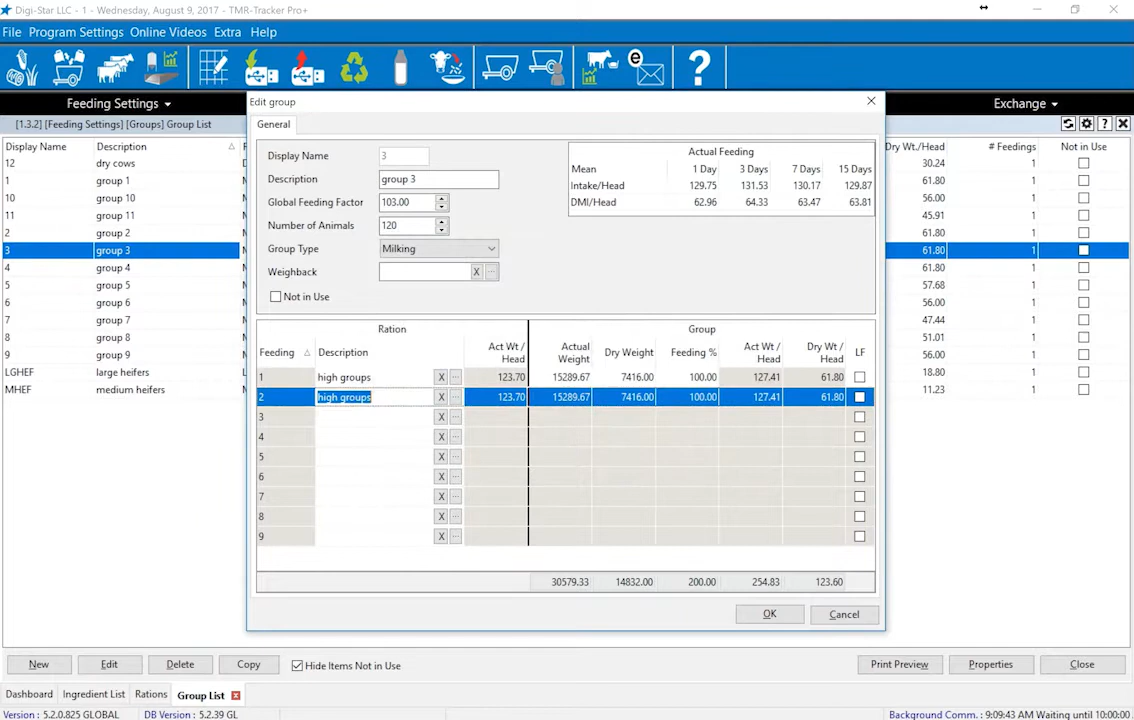 Digi-Star LLC - 1 - Wednesday, August 9, 2017 - TMR-Tracker Pro+
File Program Settings Online Videos Extra Help
Feeding Settings
Exchange
[1.3.2] [Feeding Settings] [Groups] Group List
Display Name Description
Dry Wt./Head # Feedings Not in Use
12 dry cows 30.24 1
1 group 1 61.80 1
10 group 10 56.00 1
11 group 11 45.91 1
2 group 2 61.80 1
3 group 3 61.80 1
4 group 4 61.80 1
5 group 5 57.68 1
6 group 6 56.00 1
7 group 7 47.44 1
8 group 8 51.01 1
9 group 9 56.00 1
LGHEF large heifers 18.80 1
MHEF medium heifers 11.23 1
Edit group
General
Display Name 3
Description group 3
Global Feeding Factor 103.00
Number of Animals 120
Group Type Milking
Weighback X ...
Not in Use
Actual Feeding
Mean 1 Day 3 Days 7 Days 15 Days
Intake/Head 129.75 131.53 130.17 129.87
DMI/Head 62.96 64.33 63.47 63.81
Ration Group
Feeding Description Act Wt / Head Actual Weight Dry Weight Feeding % Act Wt / Head Dry Wt / Head LF
1 high groups X ... 123.70 15289.67 7416.00 100.00 127.41 61.80
2 high groups X ... 123.70 15289.67 7416.00 100.00 127.41 61.80
3 X ...
4 X ...
5 X ...
6 X ...
7 X ...
8 X ...
9 X ...
30579.33 14832.00 200.00 254.83 123.60
OK Cancel
New Edit Delete Copy Hide Items Not in Use Print Preview Properties Close
Dashboard Ingredient List Rations Group List
Version : 5.2.0.825 GLOBAL DB Version : 5.2.39 GL Background Comm. : 9:09:43 AM Waiting until 10:00:00